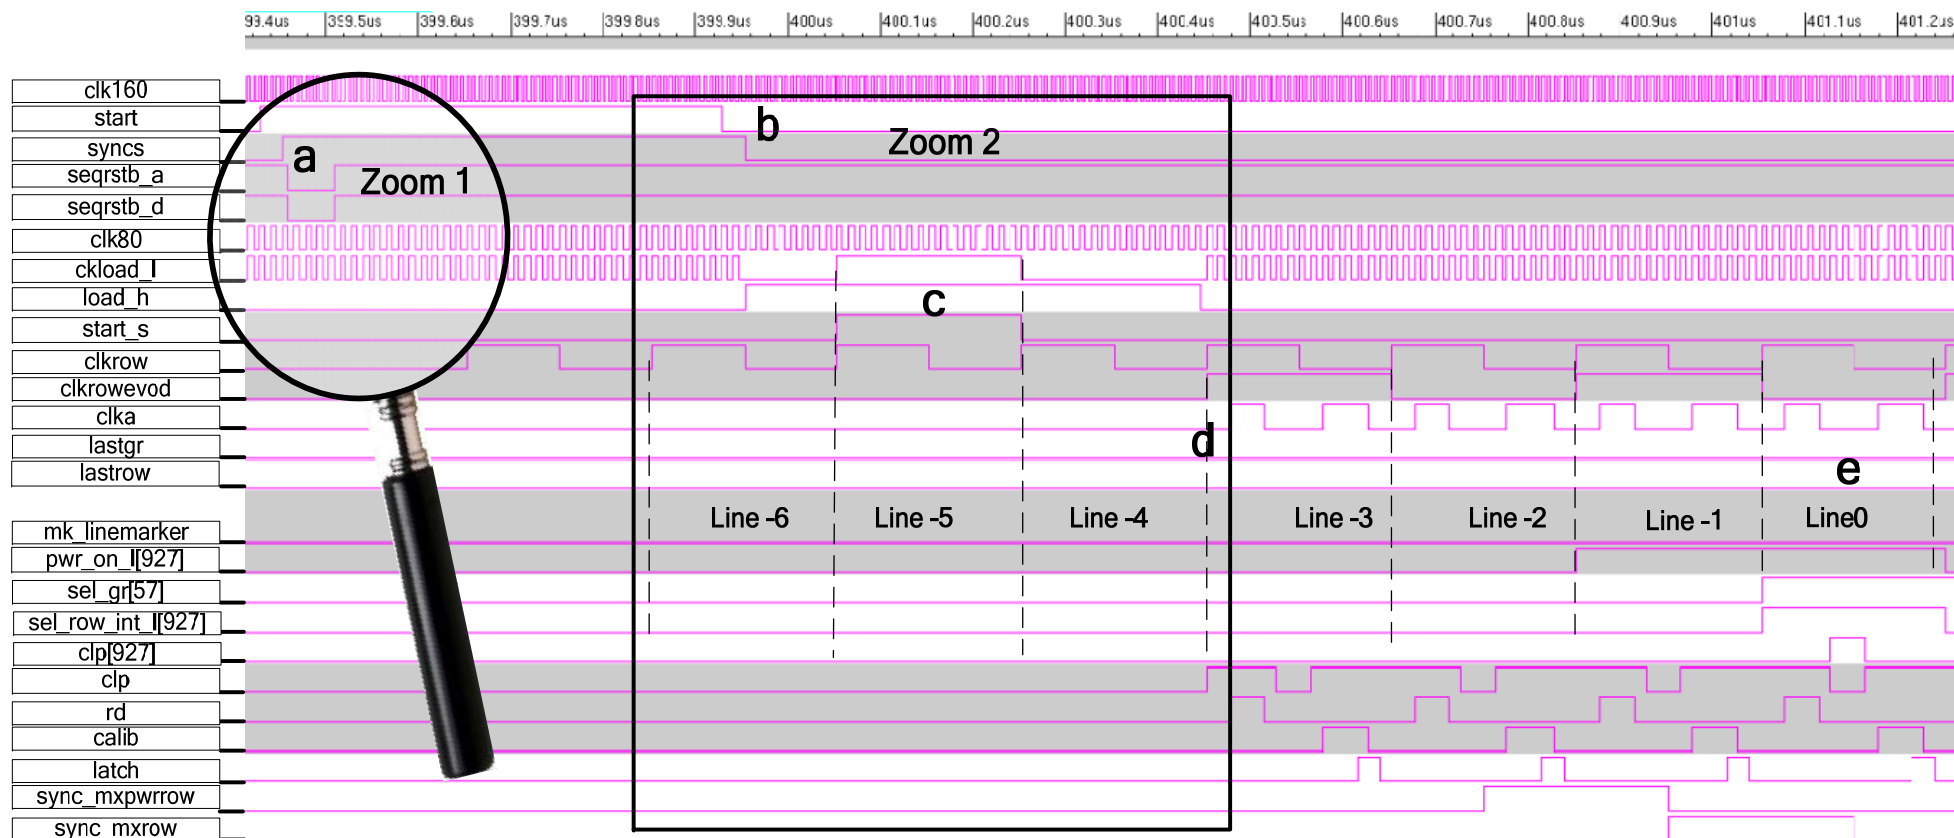 99.4us 399.5us 399.6us 399.7us 399.8us 399.9us 400us 400.1us 400.2us 400.3us 400.4us 400.5us 400.6us 400.7us 400.8us 400.9us 401us 401.1us 401.2us
clk160
start
b
syncs
a
Zoom 2
seqrstb_a
Zoom 1
seqrstb_d
clk80
ckload_l
load_h
c
start_s
clkrow
clkrowevod
clka
d
lastgr
lastrow
e
mk_linemarker
Line -6 Line -5 Line -4 Line -3 Line -2 Line -1 Line0
pwr_on_l[927]
sel_gr[57]
sel_row_int_l[927]
clp[927]
clp
rd
calib
latch
sync_mxpwrrow
sync_mxrow